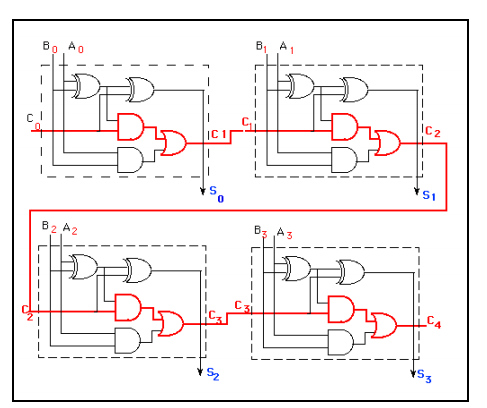 B0 A0 B1 A1
C0 C1 C1 C2
S0 S1
B2 A2 B3 A3
C2 C3 C3 C4
S2 S3